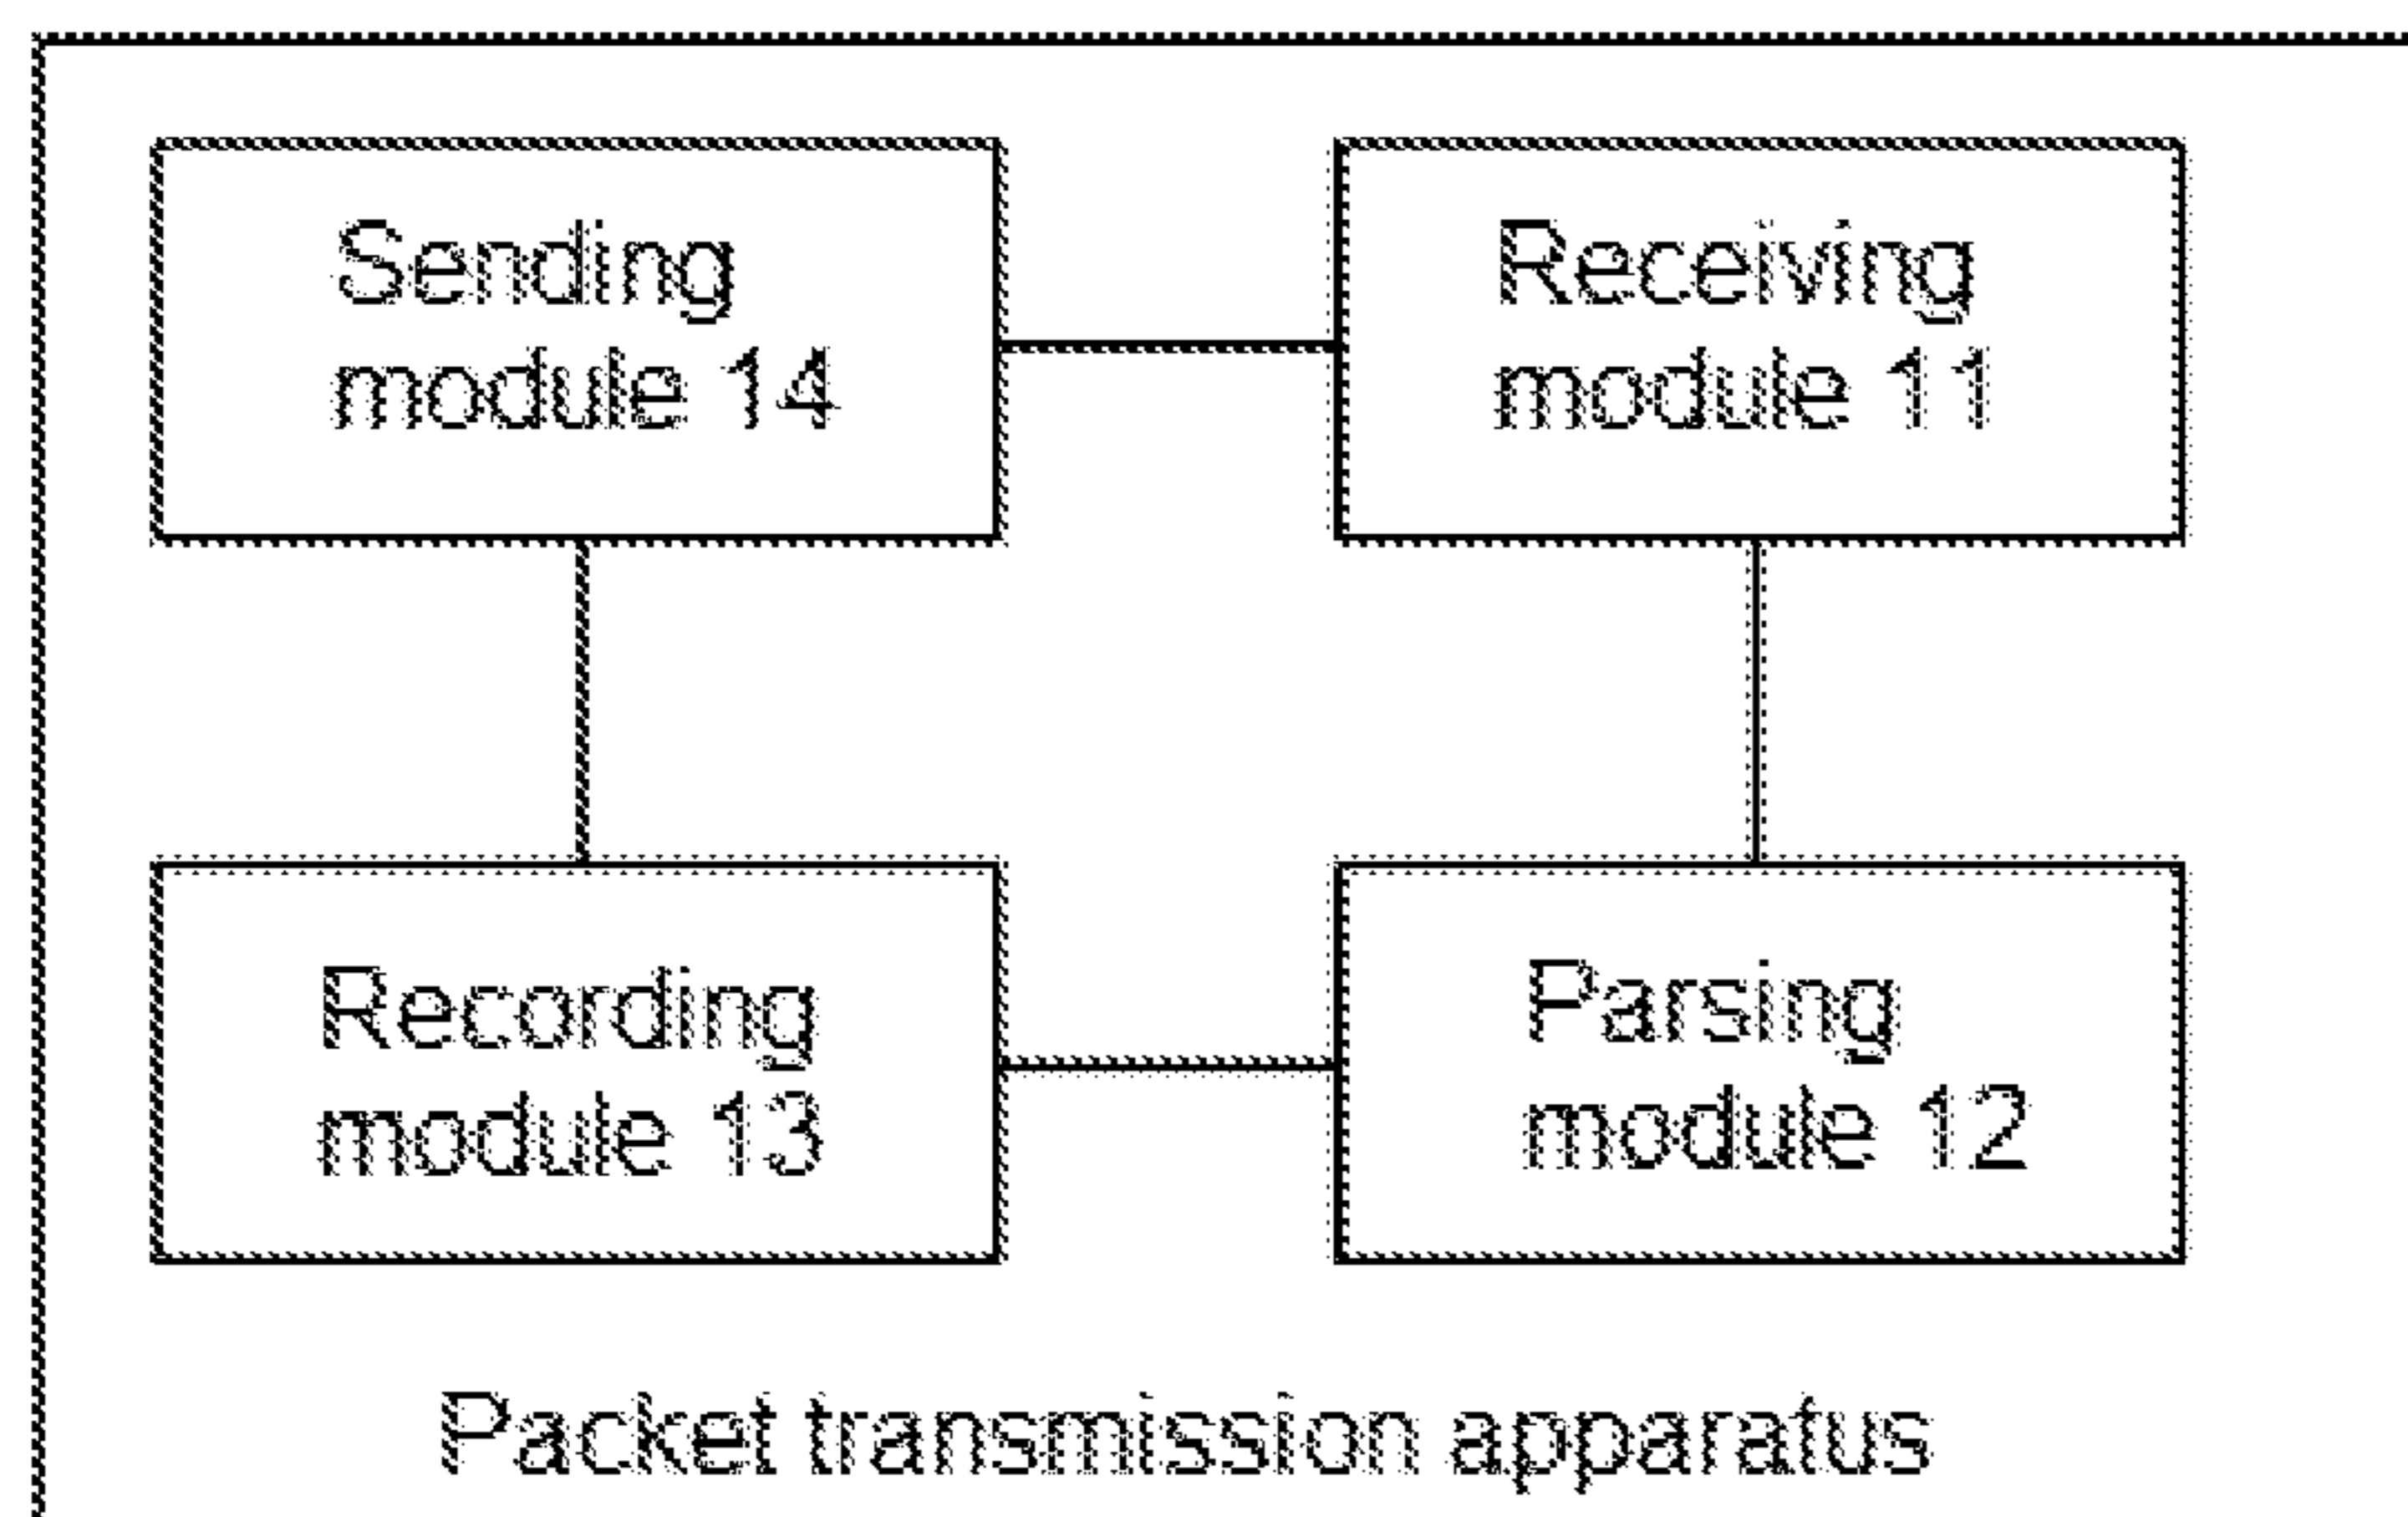 Sending
module 14
Receiving
module 11
Recording
module 13
Parsing
module 12
Packet transmission apparatus